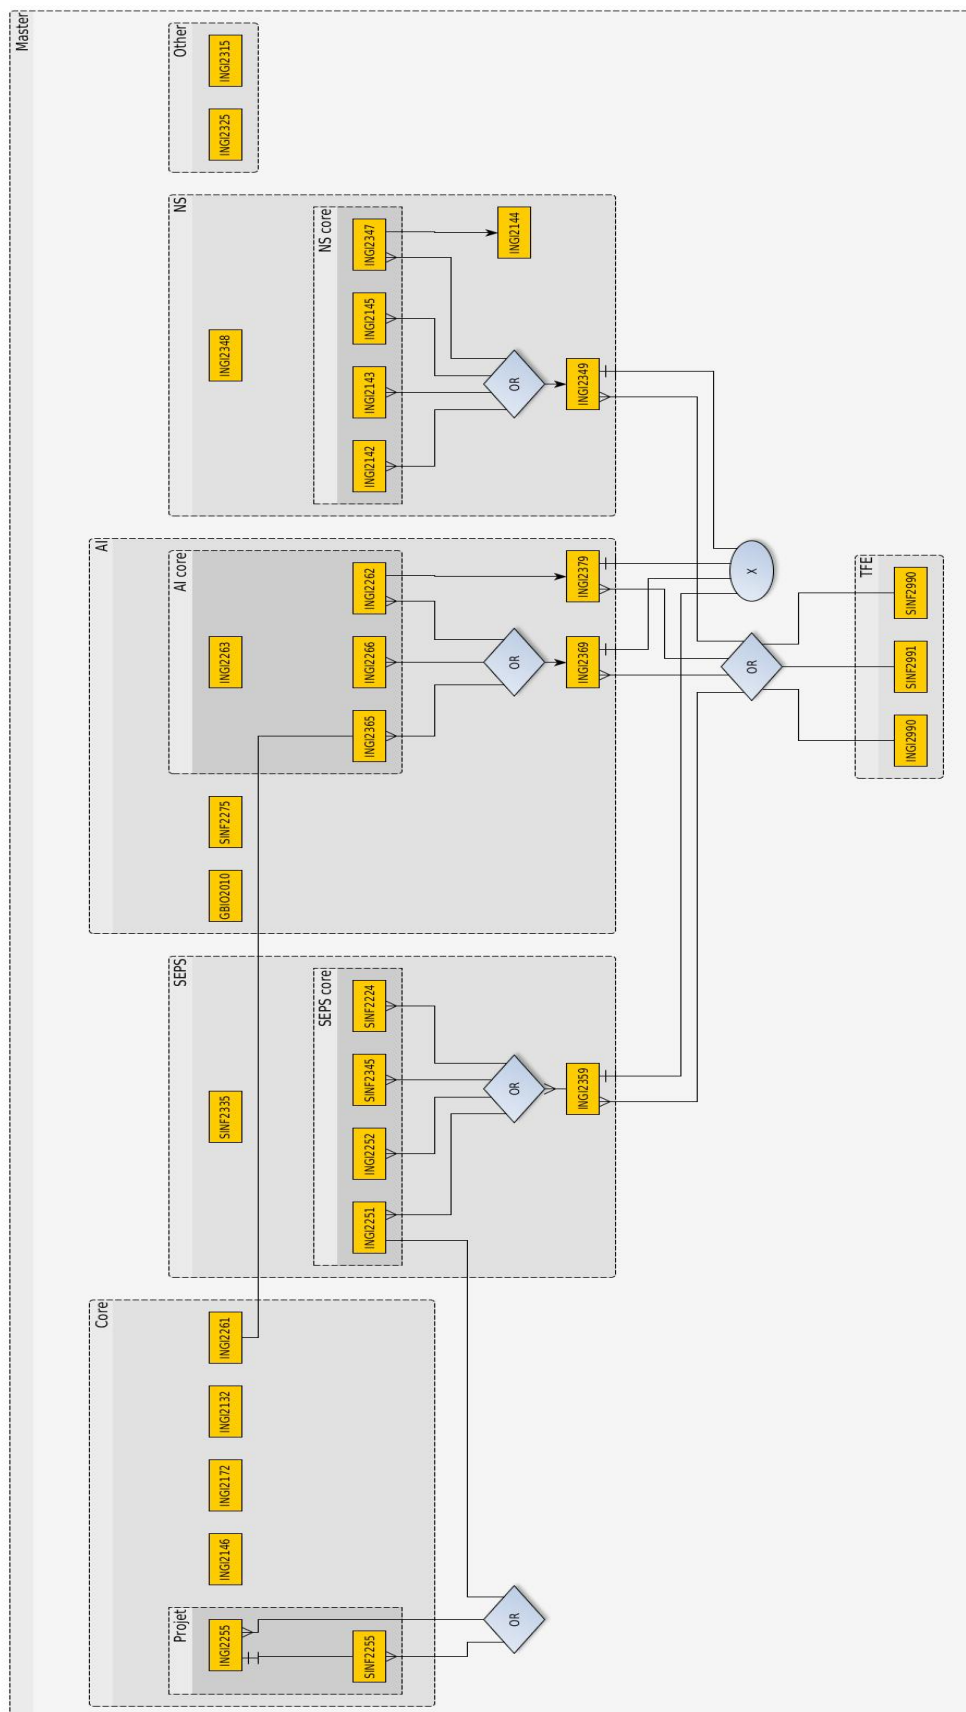 Master
Core
Projet
INGI2255
SINF2255
INGI2146
INGI2172
INGI2132
INGI2261
OR
SEPS
SINF2335
SEPS core
INGI2251
INGI2252
SINF2345
SINF2224
OR
INGI2359
AI
GBIO2010
SINF2275
AI core
INGI2263
INGI2365
INGI2266
INGI2262
OR
INGI2369
INGI2379
NS
INGI2348
NS core
INGI2142
INGI2143
INGI2145
INGI2347
OR
INGI2349
INGI2144
Other
INGI2325
INGI2315
OR
X
TFE
INGI2990
SINF2991
SINF2990